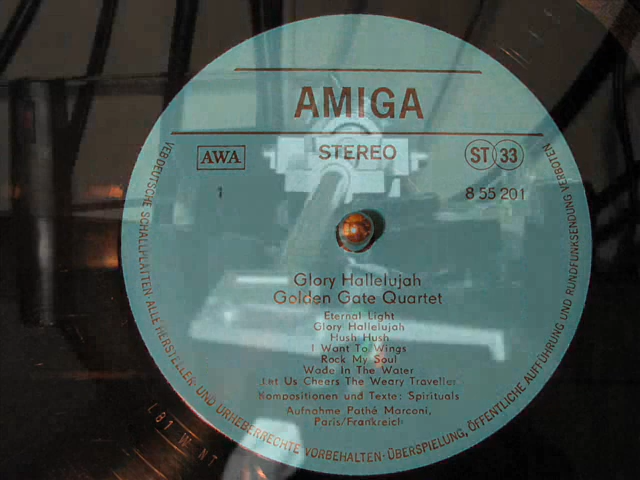 AMIGA
AWA
STEREO
ST 33
1
8 55 201
Glory Hallelujah
Golden Gate Quartet
Eternal Light
Glory Hallelujah
Hush Hush
I Want To Wings
Rock My Soul
Wade In The Water
Let Us Cheers The Weary Traveller
Kompositionen und Texte: Spirituals
Aufnahme Pathé Marconi,
Paris/Frankreich
VEB DEUTSCHE SCHALLPLATTEN · ALLE HERSTELLER- UND URHEBERRECHTE VORBEHALTEN · ÜBERSPIELUNG, ÖFFENTLICHE AUFFÜHRUNG UND RUNDFUNKSENDUNG VERBOTEN